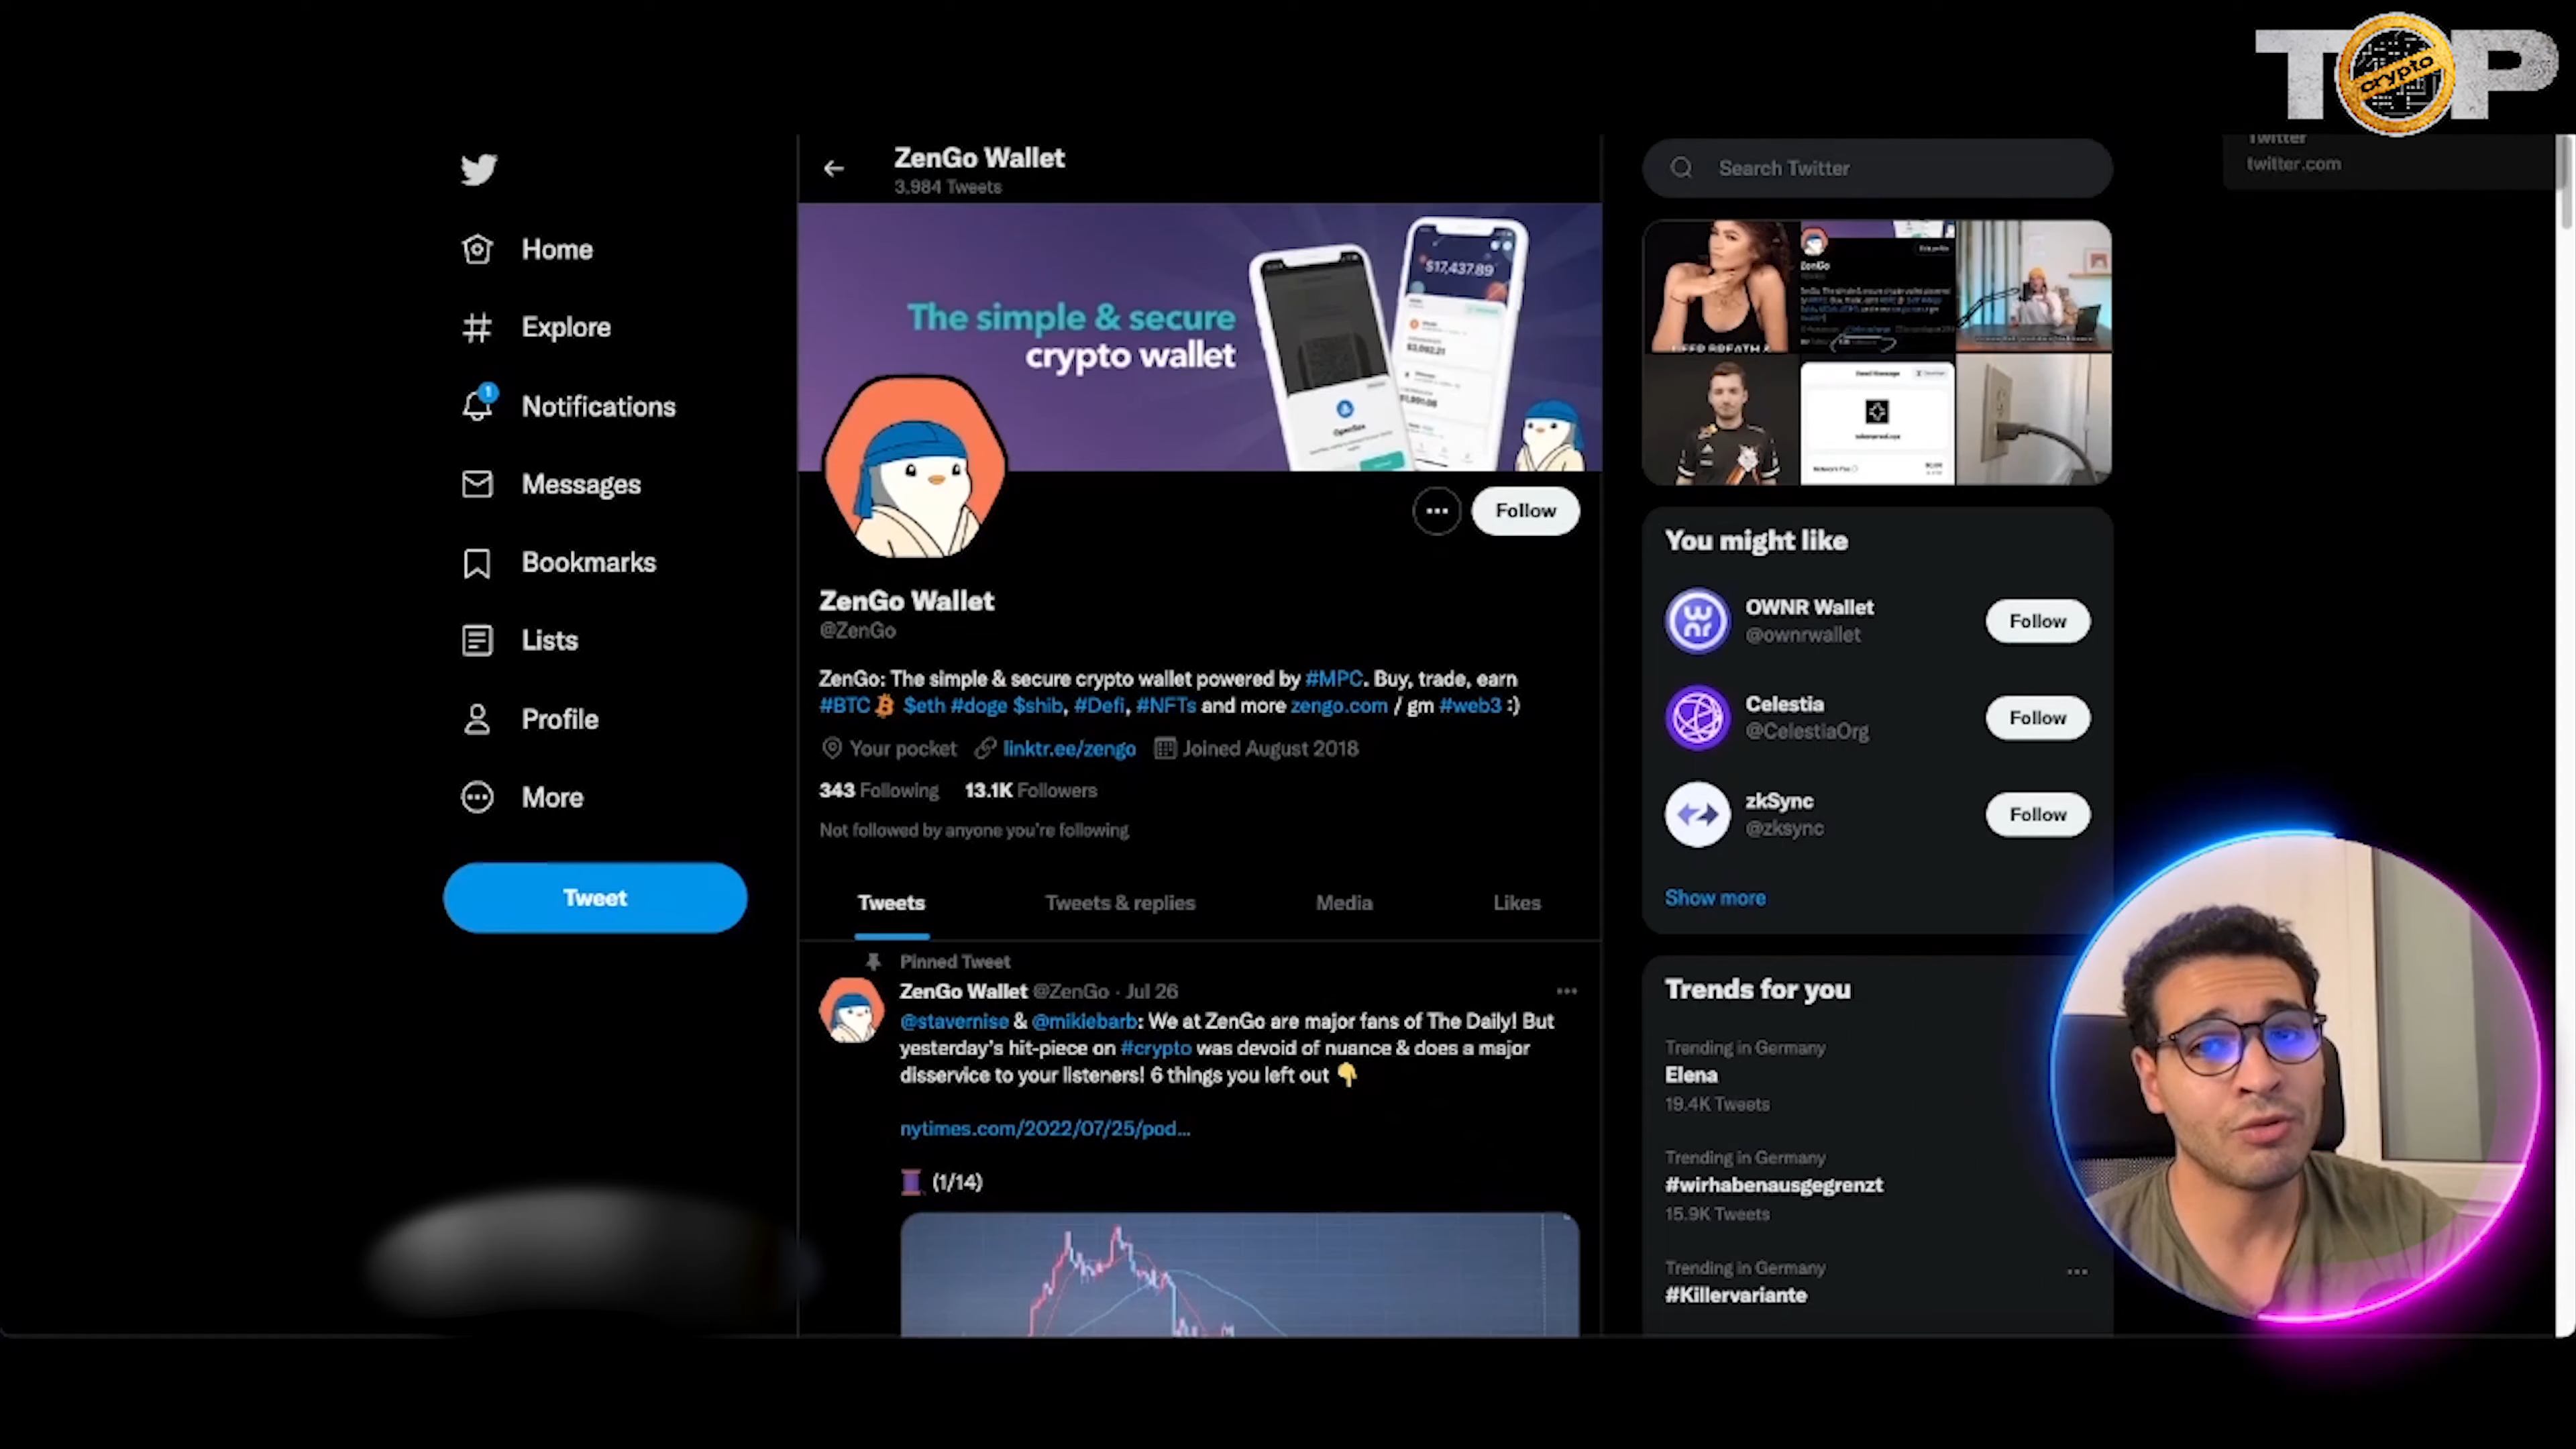 TOP
crypto
Twitter
twitter.com
ZenGo Wallet
3,984 Tweets
Search Twitter
Home
Explore
1
Notifications
Messages
Bookmarks
Lists
Profile
More
Tweet
The simple & secure
crypto wallet
$17,437.89
OpenSea
Follow
ZenGo Wallet
@ZenGo
ZenGo: The simple & secure crypto wallet powered by #MPC. Buy, trade, earn
#BTC $eth #doge $shib, #Defi, #NFTs and more zengo.com / gm #web3 :)
Your pocket linktr.ee/zengo Joined August 2018
343 Following 13.1K Followers
Not followed by anyone you're following
Tweets Tweets & replies Media Likes
Pinned Tweet
ZenGo Wallet @ZenGo · Jul 26
@stavernise & @mikiebarb: We at ZenGo are major fans of The Daily! But
yesterday's hit-piece on #crypto was devoid of nuance & does a major
disservice to your listeners! 6 things you left out
nytimes.com/2022/07/25/pod...
(1/14)
ZenGo
You might like
OWNR Wallet
@ownrwallet
Follow
Celestia
@CelestiaOrg
Follow
zkSync
@zksync
Follow
Show more
Trends for you
Trending in Germany
Elena
19.4K Tweets
Trending in Germany
#wirhabenausgegrenzt
15.9K Tweets
Trending in Germany
#Killervariante